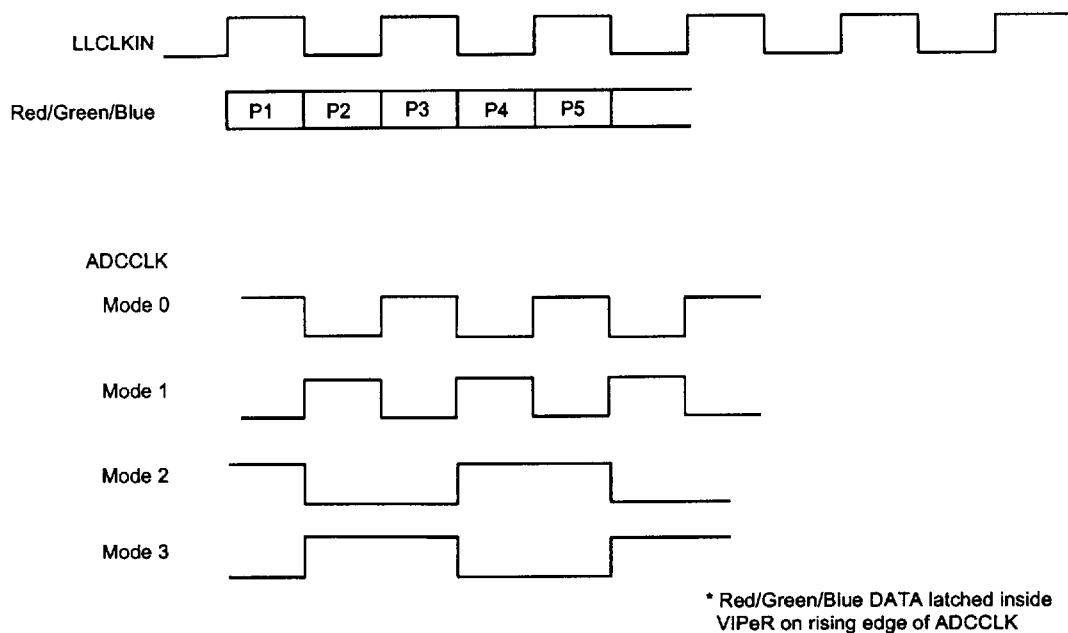 LLCLKIN
Red/Green/Blue P1 P2 P3 P4 P5
ADCCLK
Mode 0
Mode 1
Mode 2
Mode 3
* Red/Green/Blue DATA latched inside
VIPeR on rising edge of ADCCLK